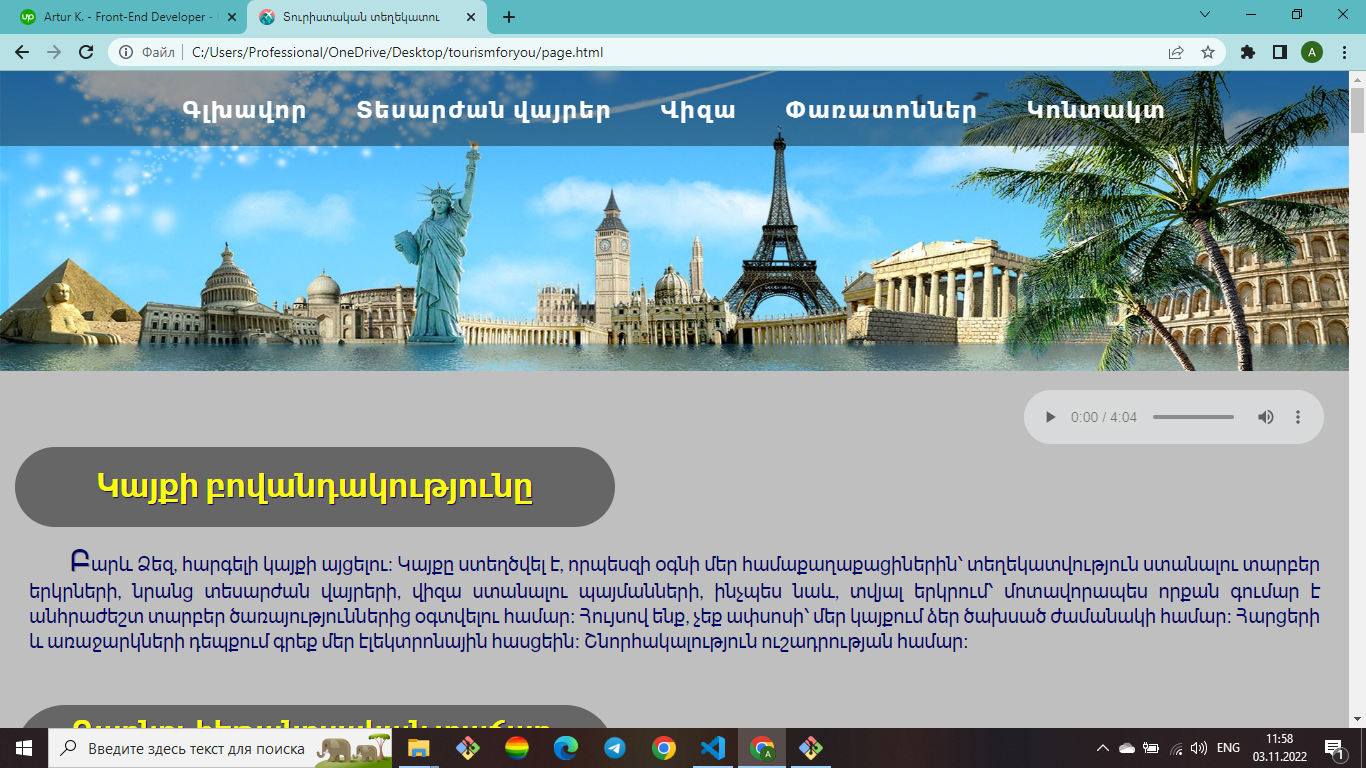 Artur K. - Front-End Developer -
Տուրիստական տեղեկատու
Файл
C:/Users/Professional/OneDrive/Desktop/tourismforyou/page.html
A
Գլխավոր Տեսարժան վայրեր Վիզա Փառատոններ Կոնտակտ
0:00 / 4:04
Կայքի բովանդակությունը
Բարև Ձեզ, հարգելի կայքի այցելու: Կայքը ստեղծվել է, որպեսզի օգնի մեր համաքաղաքացիներին՝ տեղեկատվություն ստանալու տարբեր
երկրների, նրանց տեսարժան վայրերի, վիզա ստանալու պայմանների, ինչպես նաև, տվյալ երկրում՝ մոտավորապես որքան գումար է
անհրաժեշտ տարբեր ծառայություններից օգտվելու համար: Հույսով ենք, չեք ափսոսի՝ մեր կայքում ձեր ծախսած ժամանակի համար: Հարցերի
և առաջարկների դեպքում գրեք մեր էլեկտրոնային հասցեին: Շնորհակալություն ուշադրության համար:
Введите здесь текст для поиска
ENG
11:58
03.11.2022
1